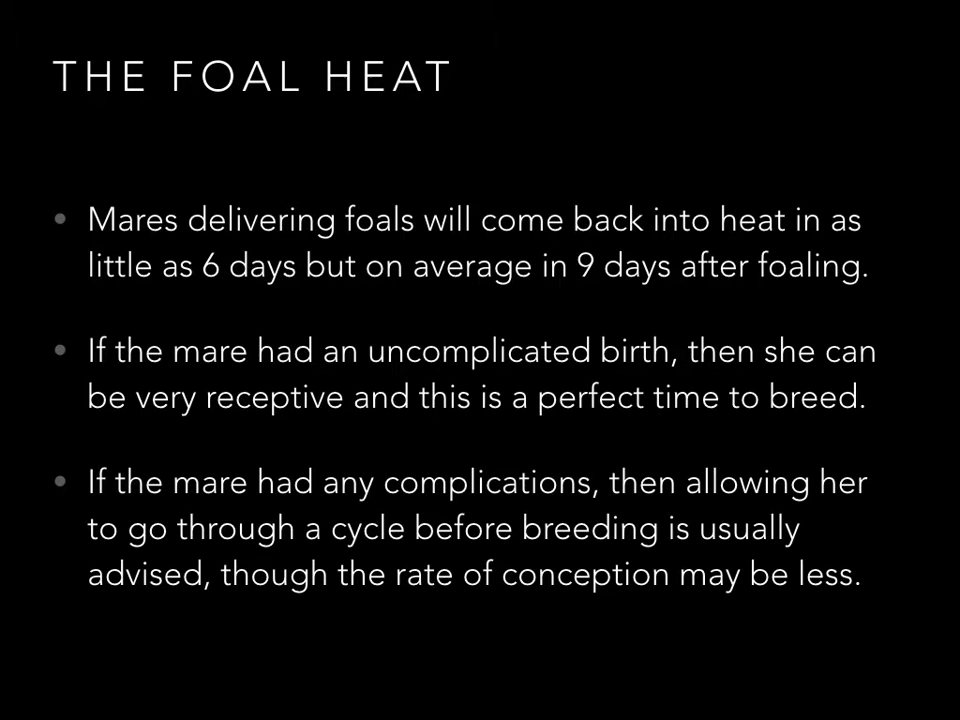 THE FOAL HEAT
• Mares delivering foals will come back into heat in as
little as 6 days but on average in 9 days after foaling.
• If the mare had an uncomplicated birth, then she can
be very receptive and this is a perfect time to breed.
• If the mare had any complications, then allowing her
to go through a cycle before breeding is usually
advised, though the rate of conception may be less.